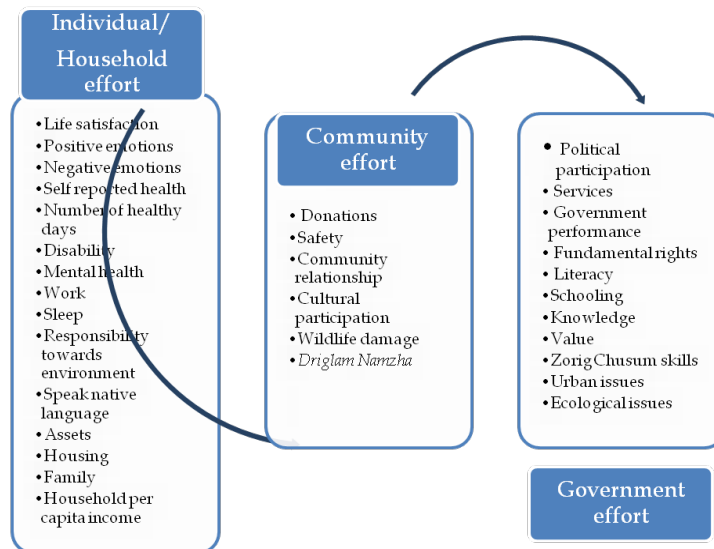 Individual/
Household
effort
• Life satisfaction
• Positive emotions
• Negative emotions
• Self reported health
• Number of healthy
days
• Disability
• Mental health
• Work
• Sleep
• Responsibility
towards
environment
• Speak native
language
• Assets
• Housing
• Family
• Household per
capita income
Community
effort
• Donations
• Safety
• Community
relationship
• Cultural
participation
• Wildlife damage
• Driglam Namzha
• Political
participation
• Services
• Government
performance
• Fundamental rights
• Literacy
• Schooling
• Knowledge
• Value
• Zorig Chusum skills
• Urban issues
• Ecological issues
Government
effort